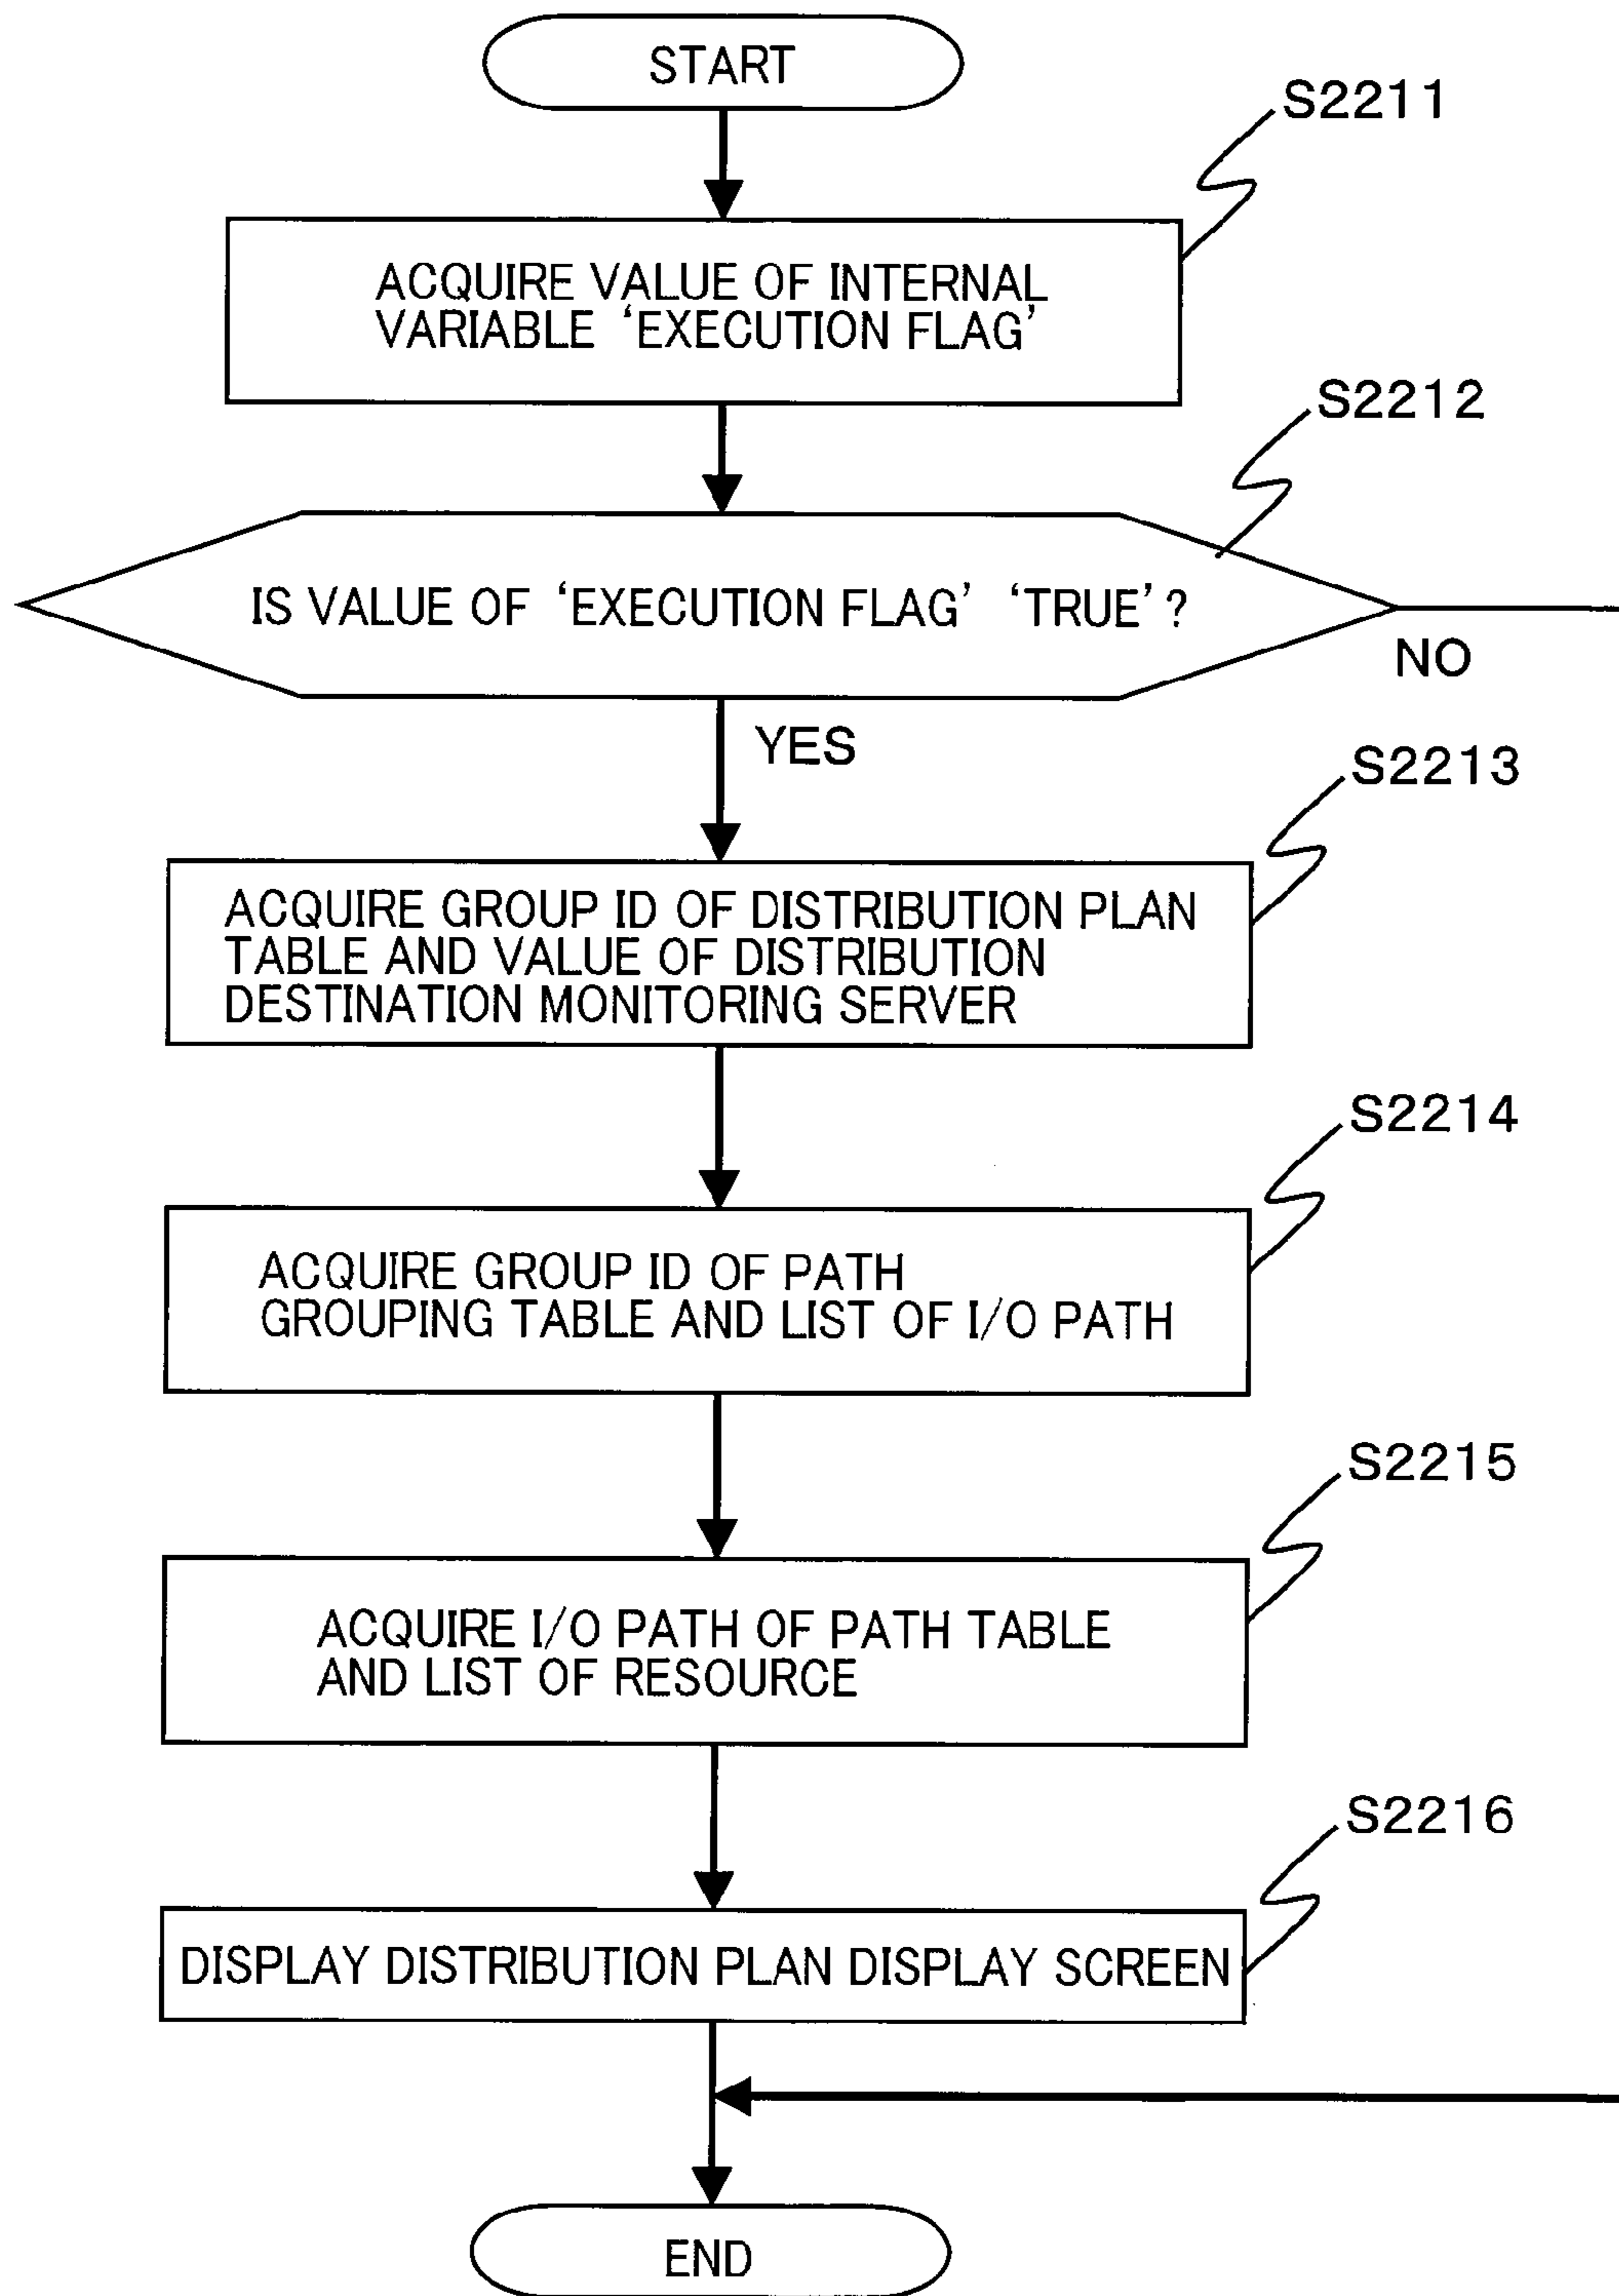 START
S2211
ACQUIRE VALUE OF INTERNAL
VARIABLE ‘EXECUTION FLAG’
S2212
IS VALUE OF ‘EXECUTION FLAG’ ‘TRUE’?
NO
YES
S2213
ACQUIRE GROUP ID OF DISTRIBUTION PLAN
TABLE AND VALUE OF DISTRIBUTION
DESTINATION MONITORING SERVER
S2214
ACQUIRE GROUP ID OF PATH
GROUPING TABLE AND LIST OF I/O PATH
S2215
ACQUIRE I/O PATH OF PATH TABLE
AND LIST OF RESOURCE
S2216
DISPLAY DISTRIBUTION PLAN DISPLAY SCREEN
END